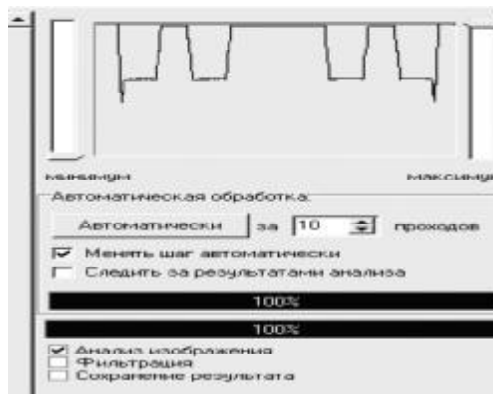 минимум максимум
Автоматическая обработка:
Автоматически за 10 проходов
Менять шаг автоматически
Следить за результатами анализа
100%
100%
Анализ изображения
Фильтрация
Сохранение результата